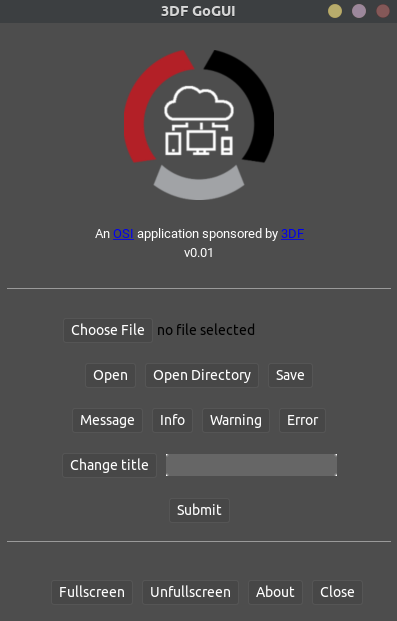 3DF GoGUI
An OSI application sponsored by 3DF
v0.01
Choose File no file selected
Open Open Directory Save
Message Info Warning Error
Change title
Submit
Fullscreen Unfullscreen About Close